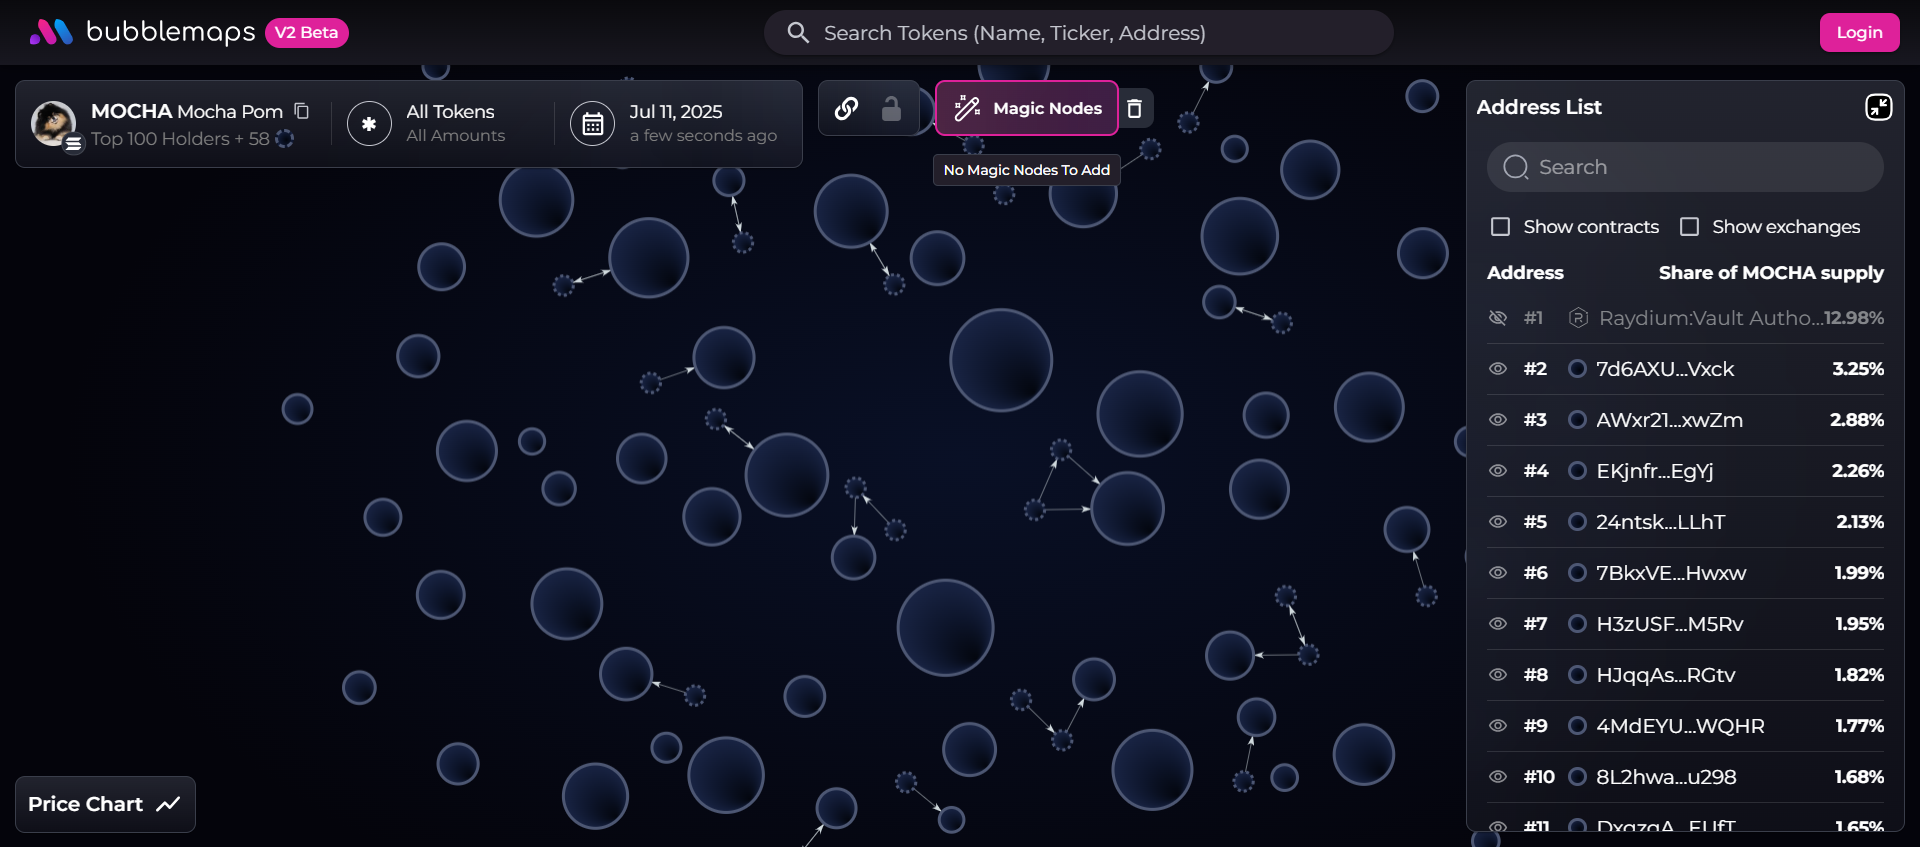 bubblemaps V2 Beta
Search Tokens (Name, Ticker, Address)
Login
MOCHA Mocha Pom
Top 100 Holders + 58
All Tokens
All Amounts
Jul 11, 2025
a few seconds ago
Magic Nodes
No Magic Nodes To Add
Address List
Search
Show contracts
Show exchanges
Address Share of MOCHA supply
#1 Raydium:Vault Autho...12.98%
#2 7d6AXU...Vxck 3.25%
#3 AWxr21...xwZm 2.88%
#4 EKjnfr...EgYj 2.26%
#5 24ntsk...LLhT 2.13%
#6 7BkxVE...Hwxw 1.99%
#7 H3zUSF...M5Rv 1.95%
#8 HJqqAs...RGtv 1.82%
#9 4MdEYU...WQHR 1.77%
#10 8L2hwa...u298 1.68%
#11 1.65%
Price Chart